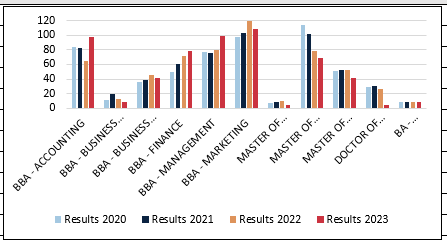 120
100
80
60
40
20
0
BBA - ACCOUNTING
BBA - BUSINESS...
BBA - BUSINESS...
BBA - FINANCE
BBA - MANAGEMENT
BBA - MARKETING
MASTER OF...
MASTER OF...
MASTER OF...
DOCTOR OF...
BA -...
Results 2020 Results 2021 Results 2022 Results 2023